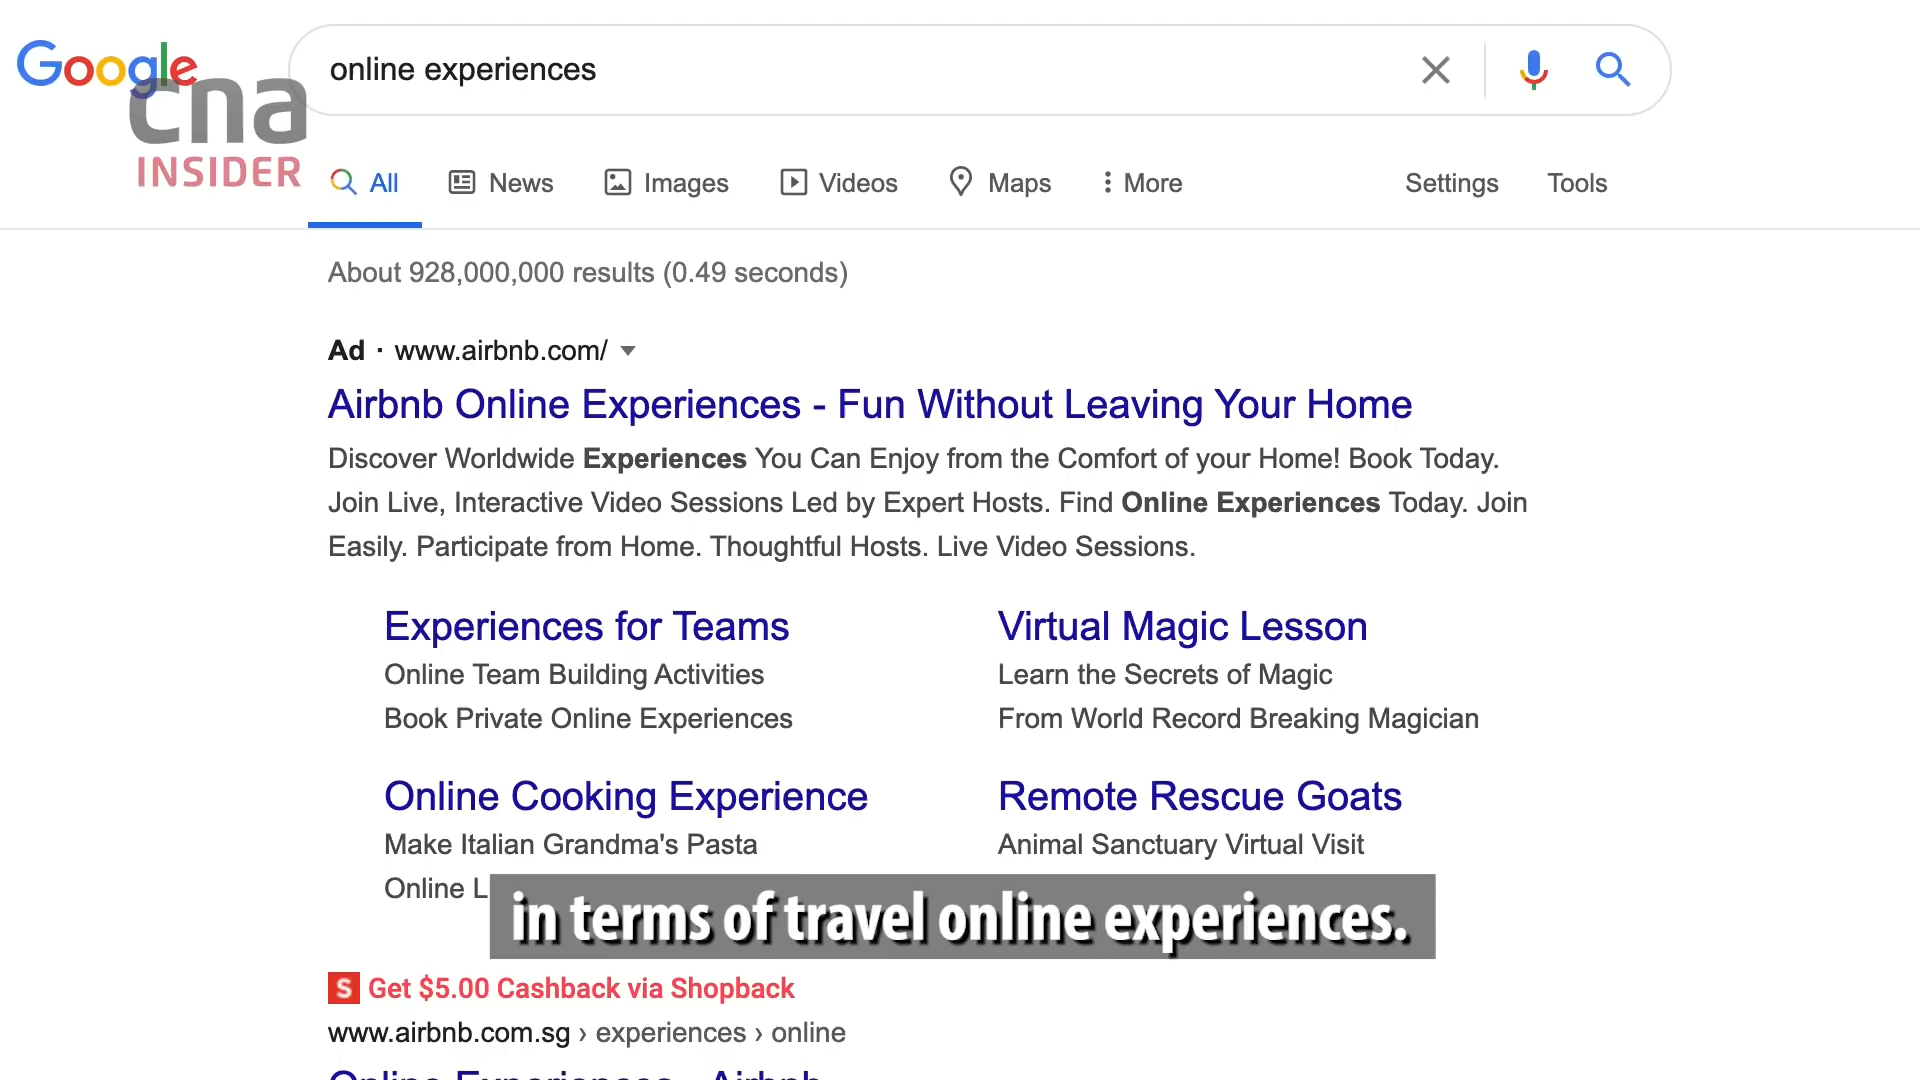 Google
online experiences
cna
INSIDER
All News Images Videos Maps More Settings Tools
About 928,000,000 results (0.49 seconds)
Ad · www.airbnb.com/
Airbnb Online Experiences - Fun Without Leaving Your Home
Discover Worldwide Experiences You Can Enjoy from the Comfort of your Home! Book Today.
Join Live, Interactive Video Sessions Led by Expert Hosts. Find Online Experiences Today. Join
Easily. Participate from Home. Thoughtful Hosts. Live Video Sessions.
Experiences for Teams
Online Team Building Activities
Book Private Online Experiences
Virtual Magic Lesson
Learn the Secrets of Magic
From World Record Breaking Magician
Online Cooking Experience
Make Italian Grandma's Pasta
Online
Remote Rescue Goats
Animal Sanctuary Virtual Visit
in terms of travel online experiences.
S Get $5.00 Cashback via Shopback
www.airbnb.com.sg › experiences › online
Online Experiences - Airbnb